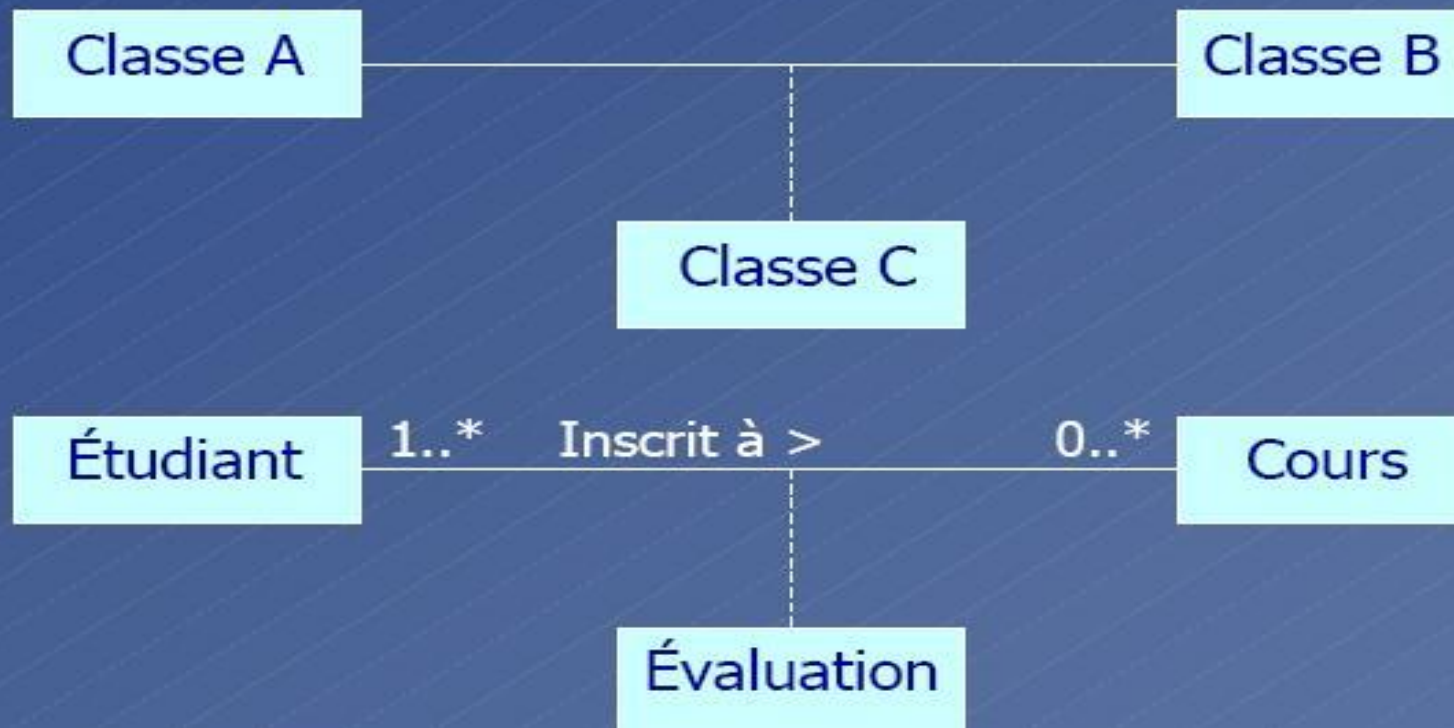 Classe A
Classe B
Classe C
Étudiant
1..*
Inscrit à >
0..*
Cours
Évaluation